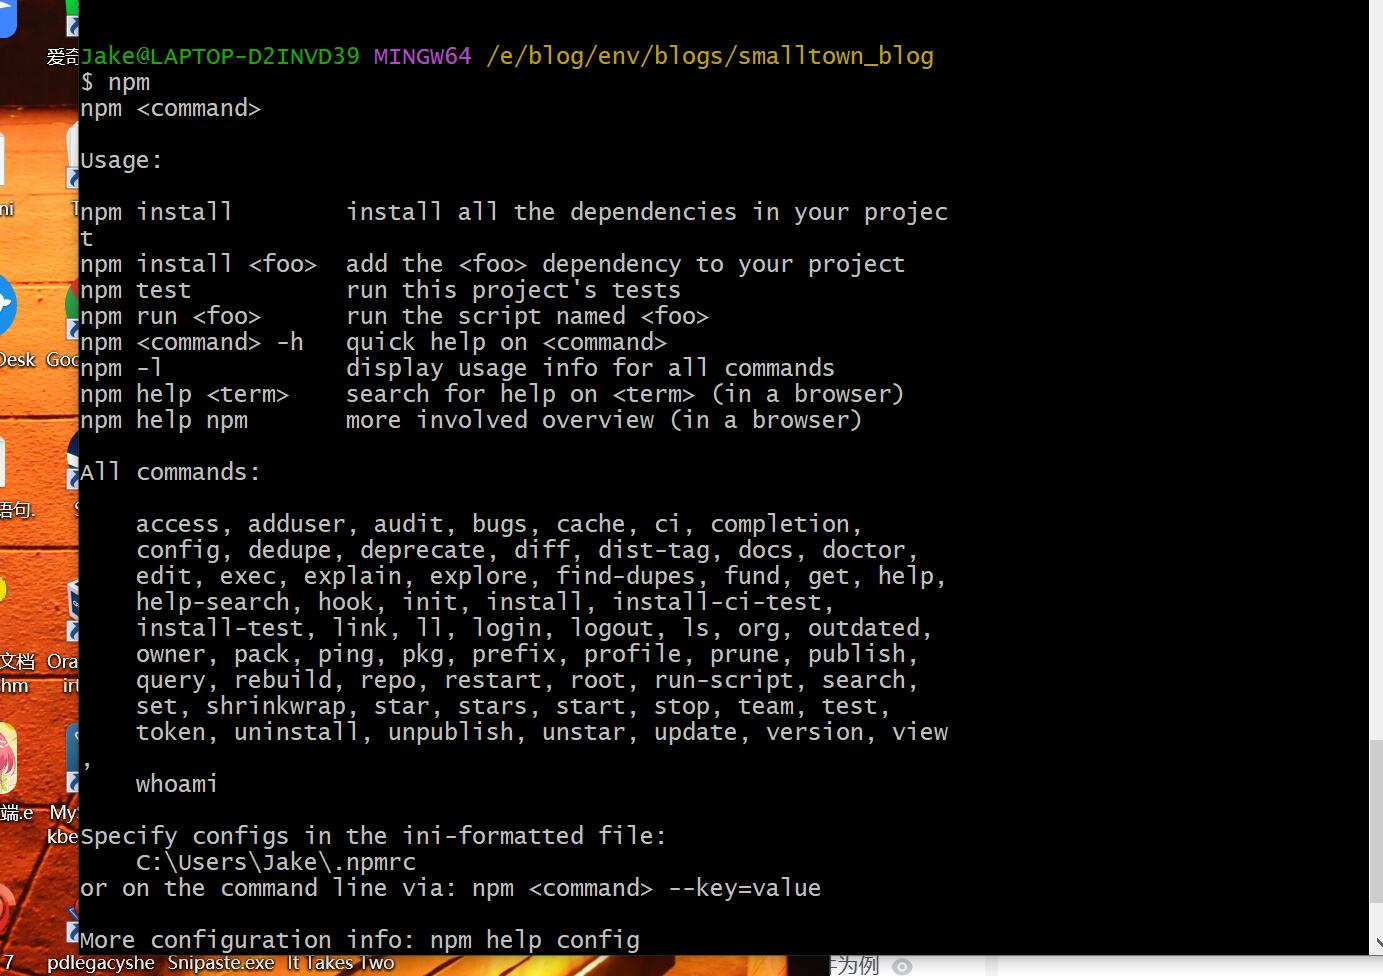 爱奇
Jake@LAPTOP-D2INVD39 MINGW64 /e/blog/env/blogs/smalltown_blog
$ npm
npm <command>
Usage:
npm install        install all the dependencies in your projec
t
npm install <foo>  add the <foo> dependency to your project
npm test           run this project's tests
npm run <foo>      run the script named <foo>
npm <command> -h   quick help on <command>
npm -l             display usage info for all commands
npm help <term>    search for help on <term> (in a browser)
npm help npm       more involved overview (in a browser)
All commands:
    access, adduser, audit, bugs, cache, ci, completion,
    config, dedupe, deprecate, diff, dist-tag, docs, doctor,
    edit, exec, explain, explore, find-dupes, fund, get, help,
    help-search, hook, init, install, install-ci-test,
    install-test, link, ll, login, logout, ls, org, outdated,
    owner, pack, ping, pkg, prefix, profile, prune, publish,
    query, rebuild, repo, restart, root, run-script, search,
    set, shrinkwrap, star, stars, start, stop, team, test,
    token, uninstall, unpublish, unstar, update, version, view
,
    whoami
Specify configs in the ini-formatted file:
    C:\Users\Jake\.npmrc
or on the command line via: npm <command> --key=value
More configuration info: npm help config
ni
Desk Goo
语句.
文档 Ora
hm irt
端.e My
kbe
7 pdlegacyshe Snipaste.exe It Takes Two
为例